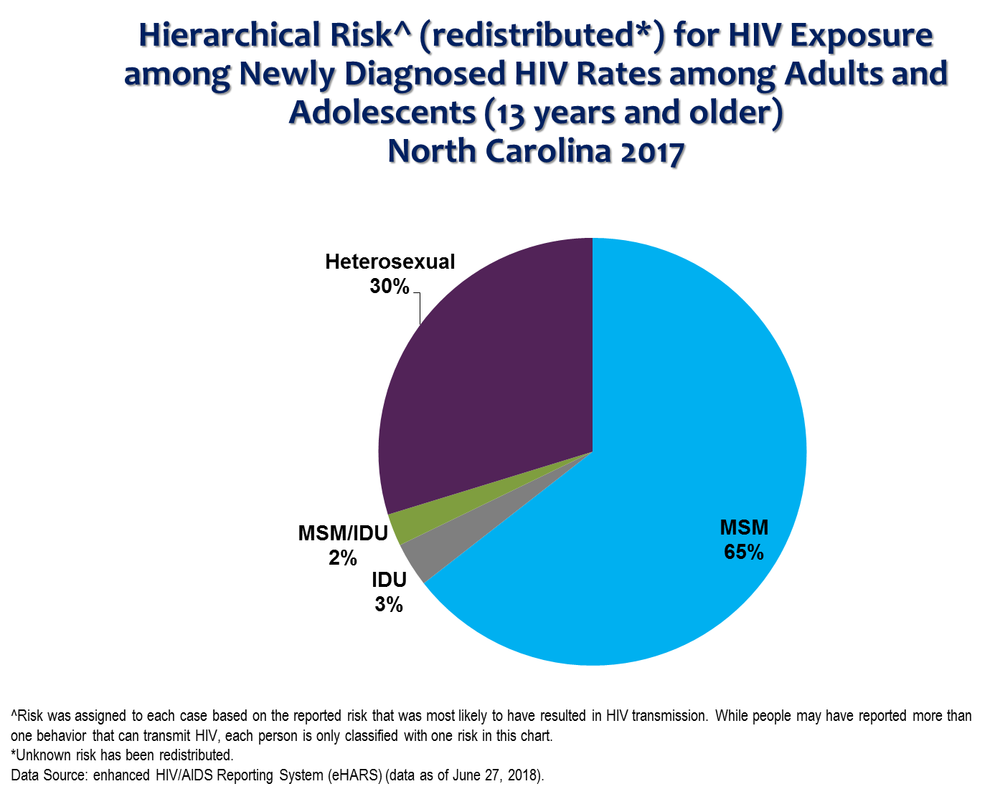 Hierarchical Risk^ (redistributed*) for HIV Exposure
among Newly Diagnosed HIV Rates among Adults and
Adolescents (13 years and older)
North Carolina 2017
Heterosexual
30%
MSM/IDU
2%
IDU
3%
MSM
65%
^Risk was assigned to each case based on the reported risk that was most likely to have resulted in HIV transmission. While people may have reported more than
one behavior that can transmit HIV, each person is only classified with one risk in this chart.
*Unknown risk has been redistributed.
Data Source: enhanced HIV/AIDS Reporting System (eHARS) (data as of June 27, 2018).